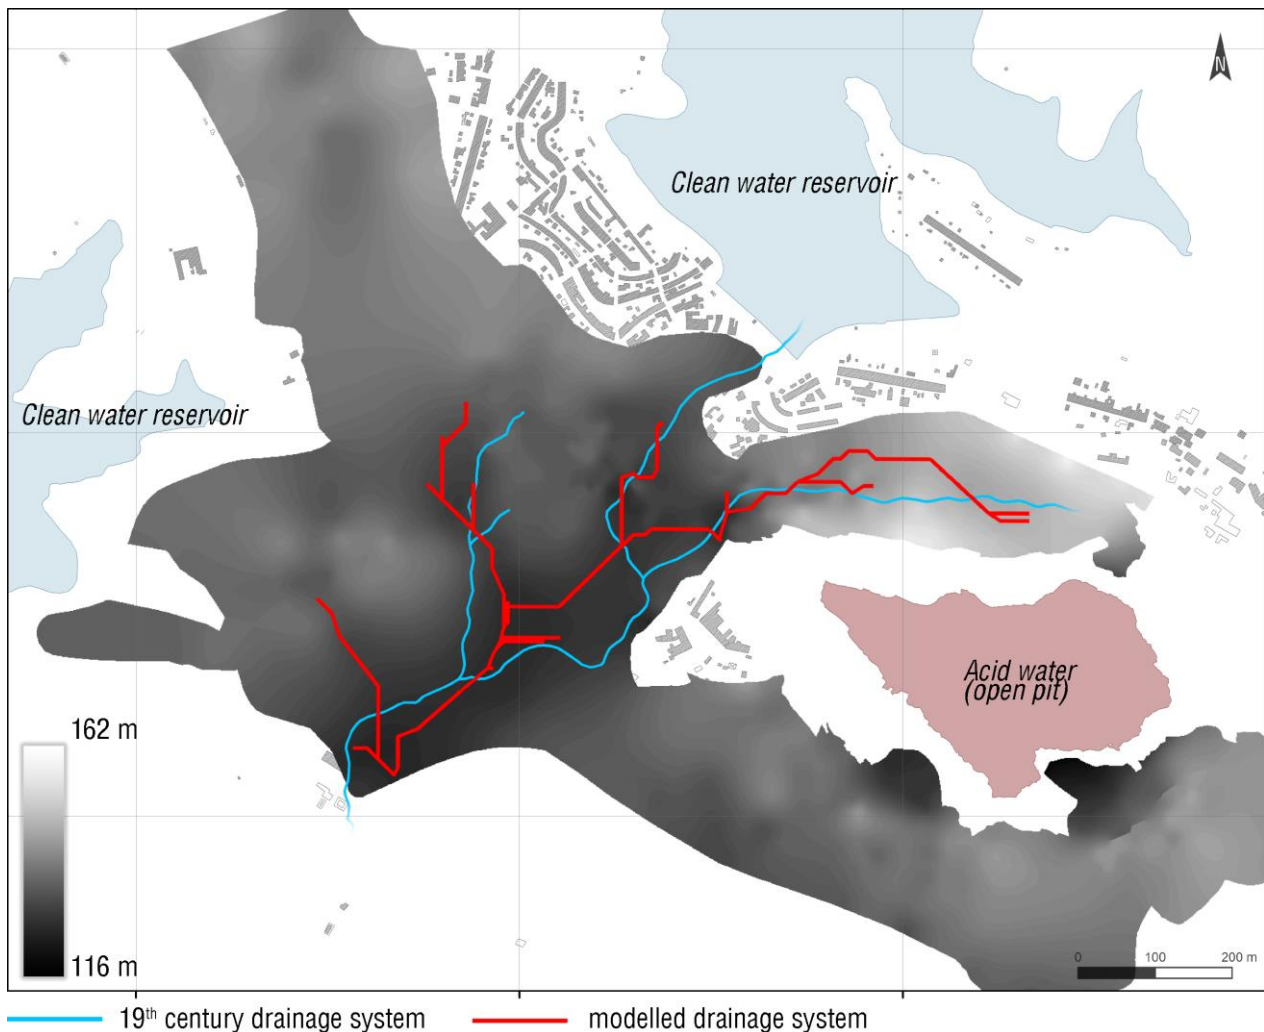 N
Clean water reservoir
Clean water reservoir
Acid water
(open pit)
162 m
116 m
0 100 200 m
19th century drainage system
modelled drainage system